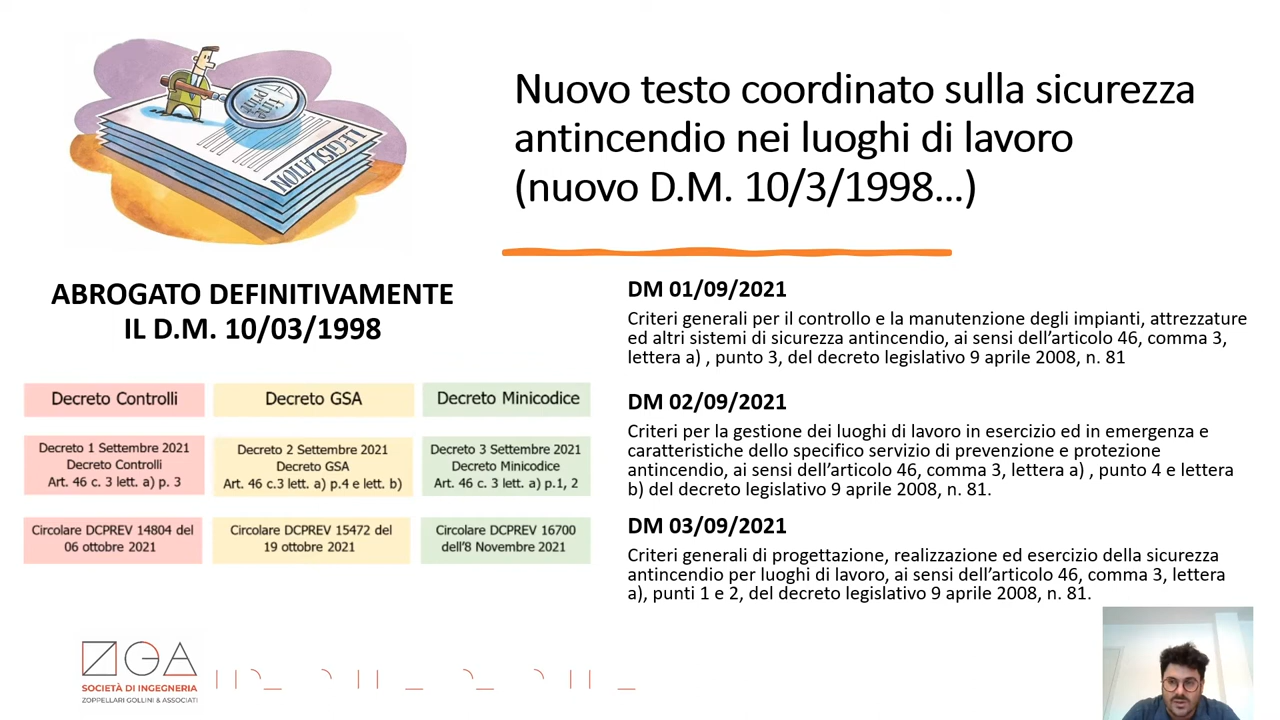 LEGISLATION
Nuovo testo coordinato sulla sicurezza
antincendio nei luoghi di lavoro
(nuovo D.M. 10/3/1998...)
ABROGATO DEFINITIVAMENTE
IL D.M. 10/03/1998
Decreto Controlli
Decreto GSA
Decreto Minicodice
Decreto 1 Settembre 2021
Decreto Controlli
Art. 46 c. 3 lett. a) p. 3
Decreto 2 Settembre 2021
Decreto GSA
Art. 46 c.3 lett. a) p.4 e lett. b)
Decreto 3 Settembre 2021
Decreto Minicodice
Art. 46 c. 3 lett. a) p.1, 2
Circolare DCPREV 14804 del
06 ottobre 2021
Circolare DCPREV 15472 del
19 ottobre 2021
Circolare DCPREV 16700
dell'8 Novembre 2021
DM 01/09/2021
Criteri generali per il controllo e la manutenzione degli impianti, attrezzature
ed altri sistemi di sicurezza antincendio, ai sensi dell'articolo 46, comma 3,
lettera a) , punto 3, del decreto legislativo 9 aprile 2008, n. 81
DM 02/09/2021
Criteri per la gestione dei luoghi di lavoro in esercizio ed in emergenza e
caratteristiche dello specifico servizio di prevenzione e protezione
antincendio, ai sensi dell'articolo 46, comma 3, lettera a) , punto 4 e lettera
b) del decreto legislativo 9 aprile 2008, n. 81.
DM 03/09/2021
Criteri generali di progettazione, realizzazione ed esercizio della sicurezza
antincendio per luoghi di lavoro, ai sensi dell'articolo 46, comma 3, lettera
a), punti 1 e 2, del decreto legislativo 9 aprile 2008, n. 81.
ZGA
SOCIETÀ DI INGEGNERIA
ZOPPELLARI GOLLINI & ASSOCIATI